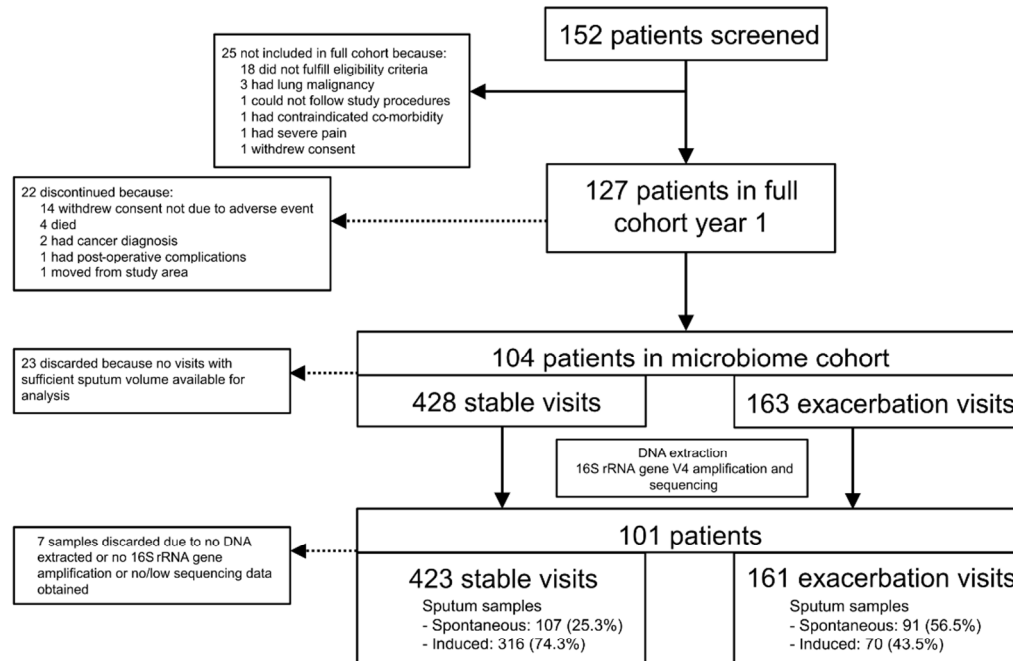 152 patients screened
25 not included in full cohort because:
18 did not fulfill eligibility criteria
3 had lung malignancy
1 could not follow study procedures
1 had contraindicated co-morbidity
1 had severe pain
1 withdrew consent
127 patients in full
cohort year 1
22 discontinued because:
14 withdrew consent not due to adverse event
4 died
2 had cancer diagnosis
1 had post-operative complications
1 moved from study area
104 patients in microbiome cohort
23 discarded because no visits with
sufficient sputum volume available for
analysis
428 stable visits
163 exacerbation visits
DNA extraction
16S rRNA gene V4 amplification and
sequencing
101 patients
7 samples discarded due to no DNA
extracted or no 16S rRNA gene
amplification or no/low sequencing data
obtained
423 stable visits
Sputum samples
- Spontaneous: 107 (25.3%)
- Induced: 316 (74.3%)
161 exacerbation visits
Sputum samples
- Spontaneous: 91 (56.5%)
- Induced: 70 (43.5%)